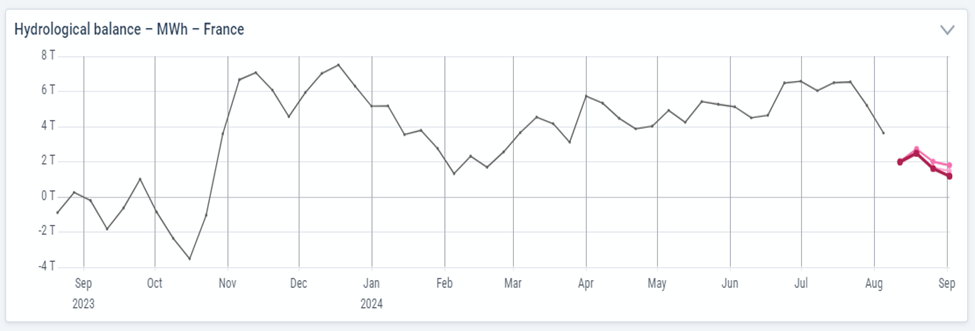 Hydrological balance – MWh – France
8 T
6 T
4 T
2 T
0 T
-2 T
-4 T
Sep Oct Nov Dec Jan Feb Mar Apr May Jun Jul Aug Sep
2023 2024